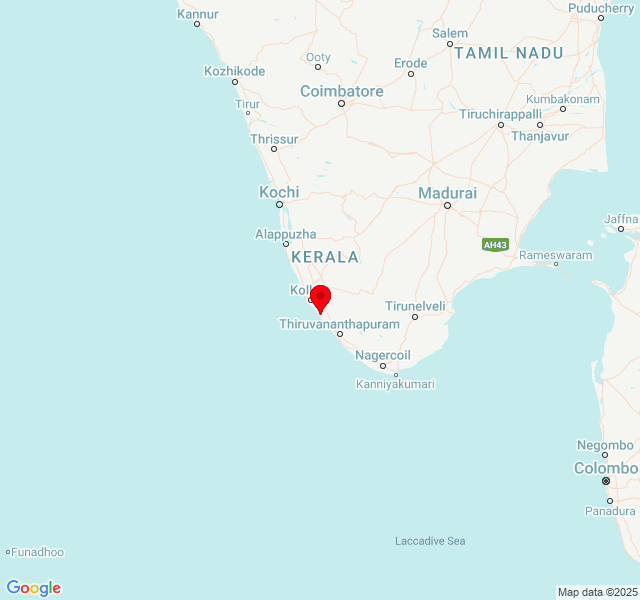 Puducherry
Kannur
Salem
TAMIL NADU
Ooty
Erode
Kozhikode
Coimbatore
Tirur
Kumbakonam
Tiruchirappalli
Thanjavur
Thrissur
Kochi
Madurai
Jaffna
Alappuzha
AH43
KERALA
Rameswaram
Koll
Tirunelveli
Thiruvananthapuram
Nagercoil
Kanniyakumari
Negombo
Colombo
Panadura
Laccadive Sea
Funadhoo
Google
Map data ©2025